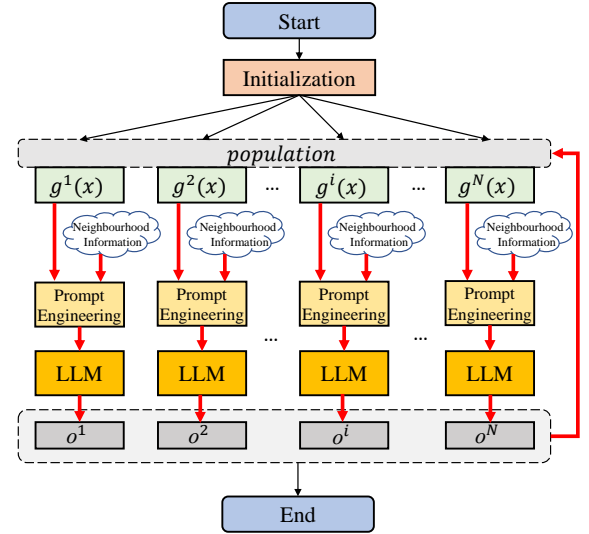 Start
Initialization
population
g¹(x) g²(x) ... gⁱ(x) ... gᴺ(x)
Neighbourhood Information Neighbourhood Information Neighbourhood Information Neighbourhood Information
Prompt Engineering Prompt Engineering Prompt Engineering Prompt Engineering
... ...
LLM LLM LLM LLM
o¹ o² oⁱ oᴺ
End